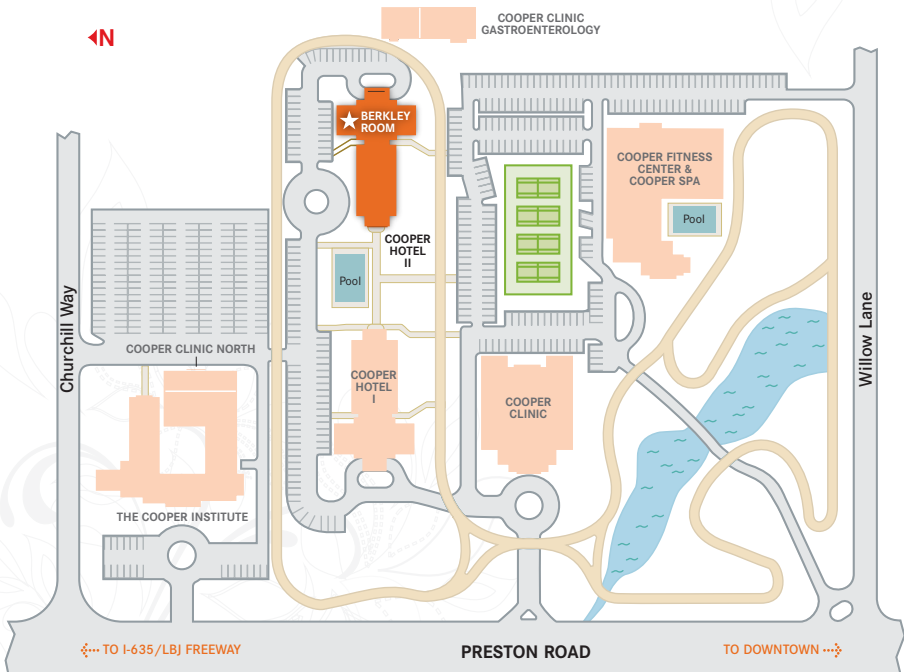 COOPER CLINIC
GASTROENTEROLOGY
N
BERKLEY
ROOM
COOPER FITNESS
CENTER &
COOPER SPA
Pool
COOPER
HOTEL
II
Pool
Churchill Way
Willow Lane
COOPER CLINIC NORTH
COOPER
HOTEL
I
COOPER
CLINIC
THE COOPER INSTITUTE
TO I-635/LBJ FREEWAY
PRESTON ROAD
TO DOWNTOWN